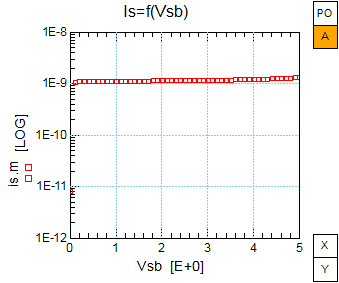 Is=f(Vsb)
PO
A
1E-8
1E-9
1E-10
1E-11
1E-12
is.m [LOG]
0 1 2 3 4 5
Vsb [E+0]
X
Y